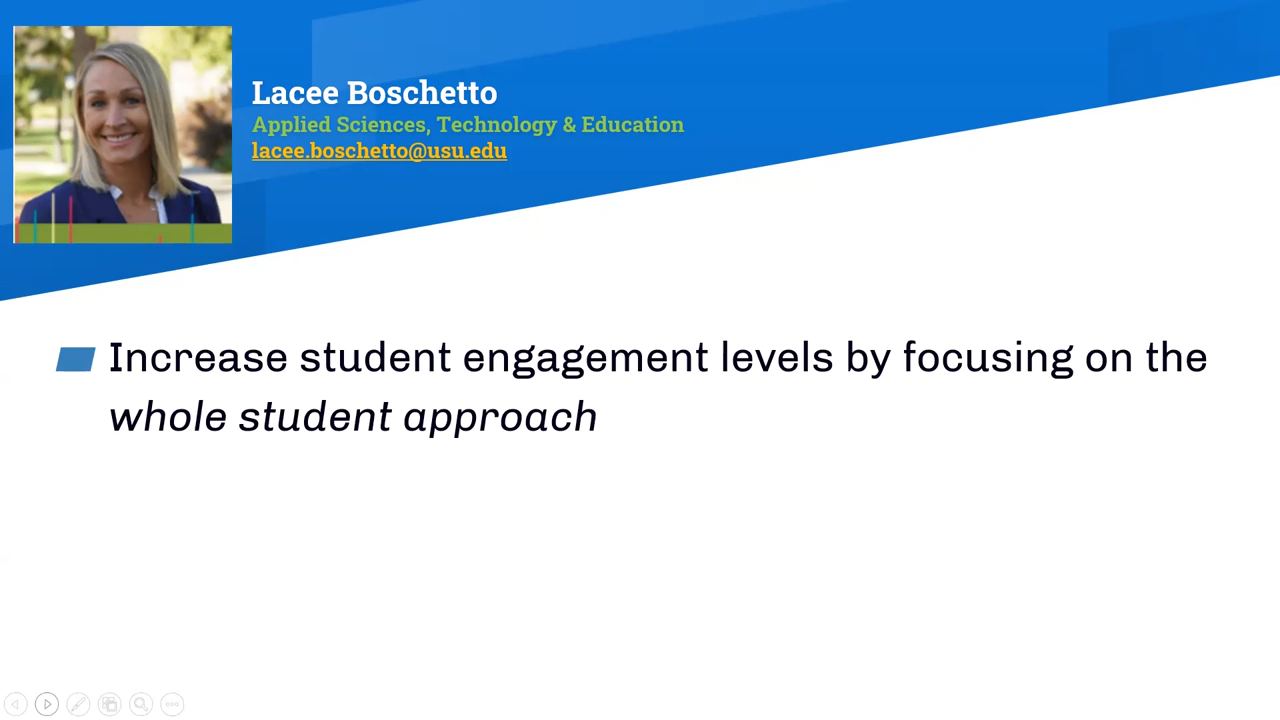 Lacee Boschetto
Applied Sciences, Technology & Education
lacee.boschetto@usu.edu
Increase student engagement levels by focusing on the
whole student approach